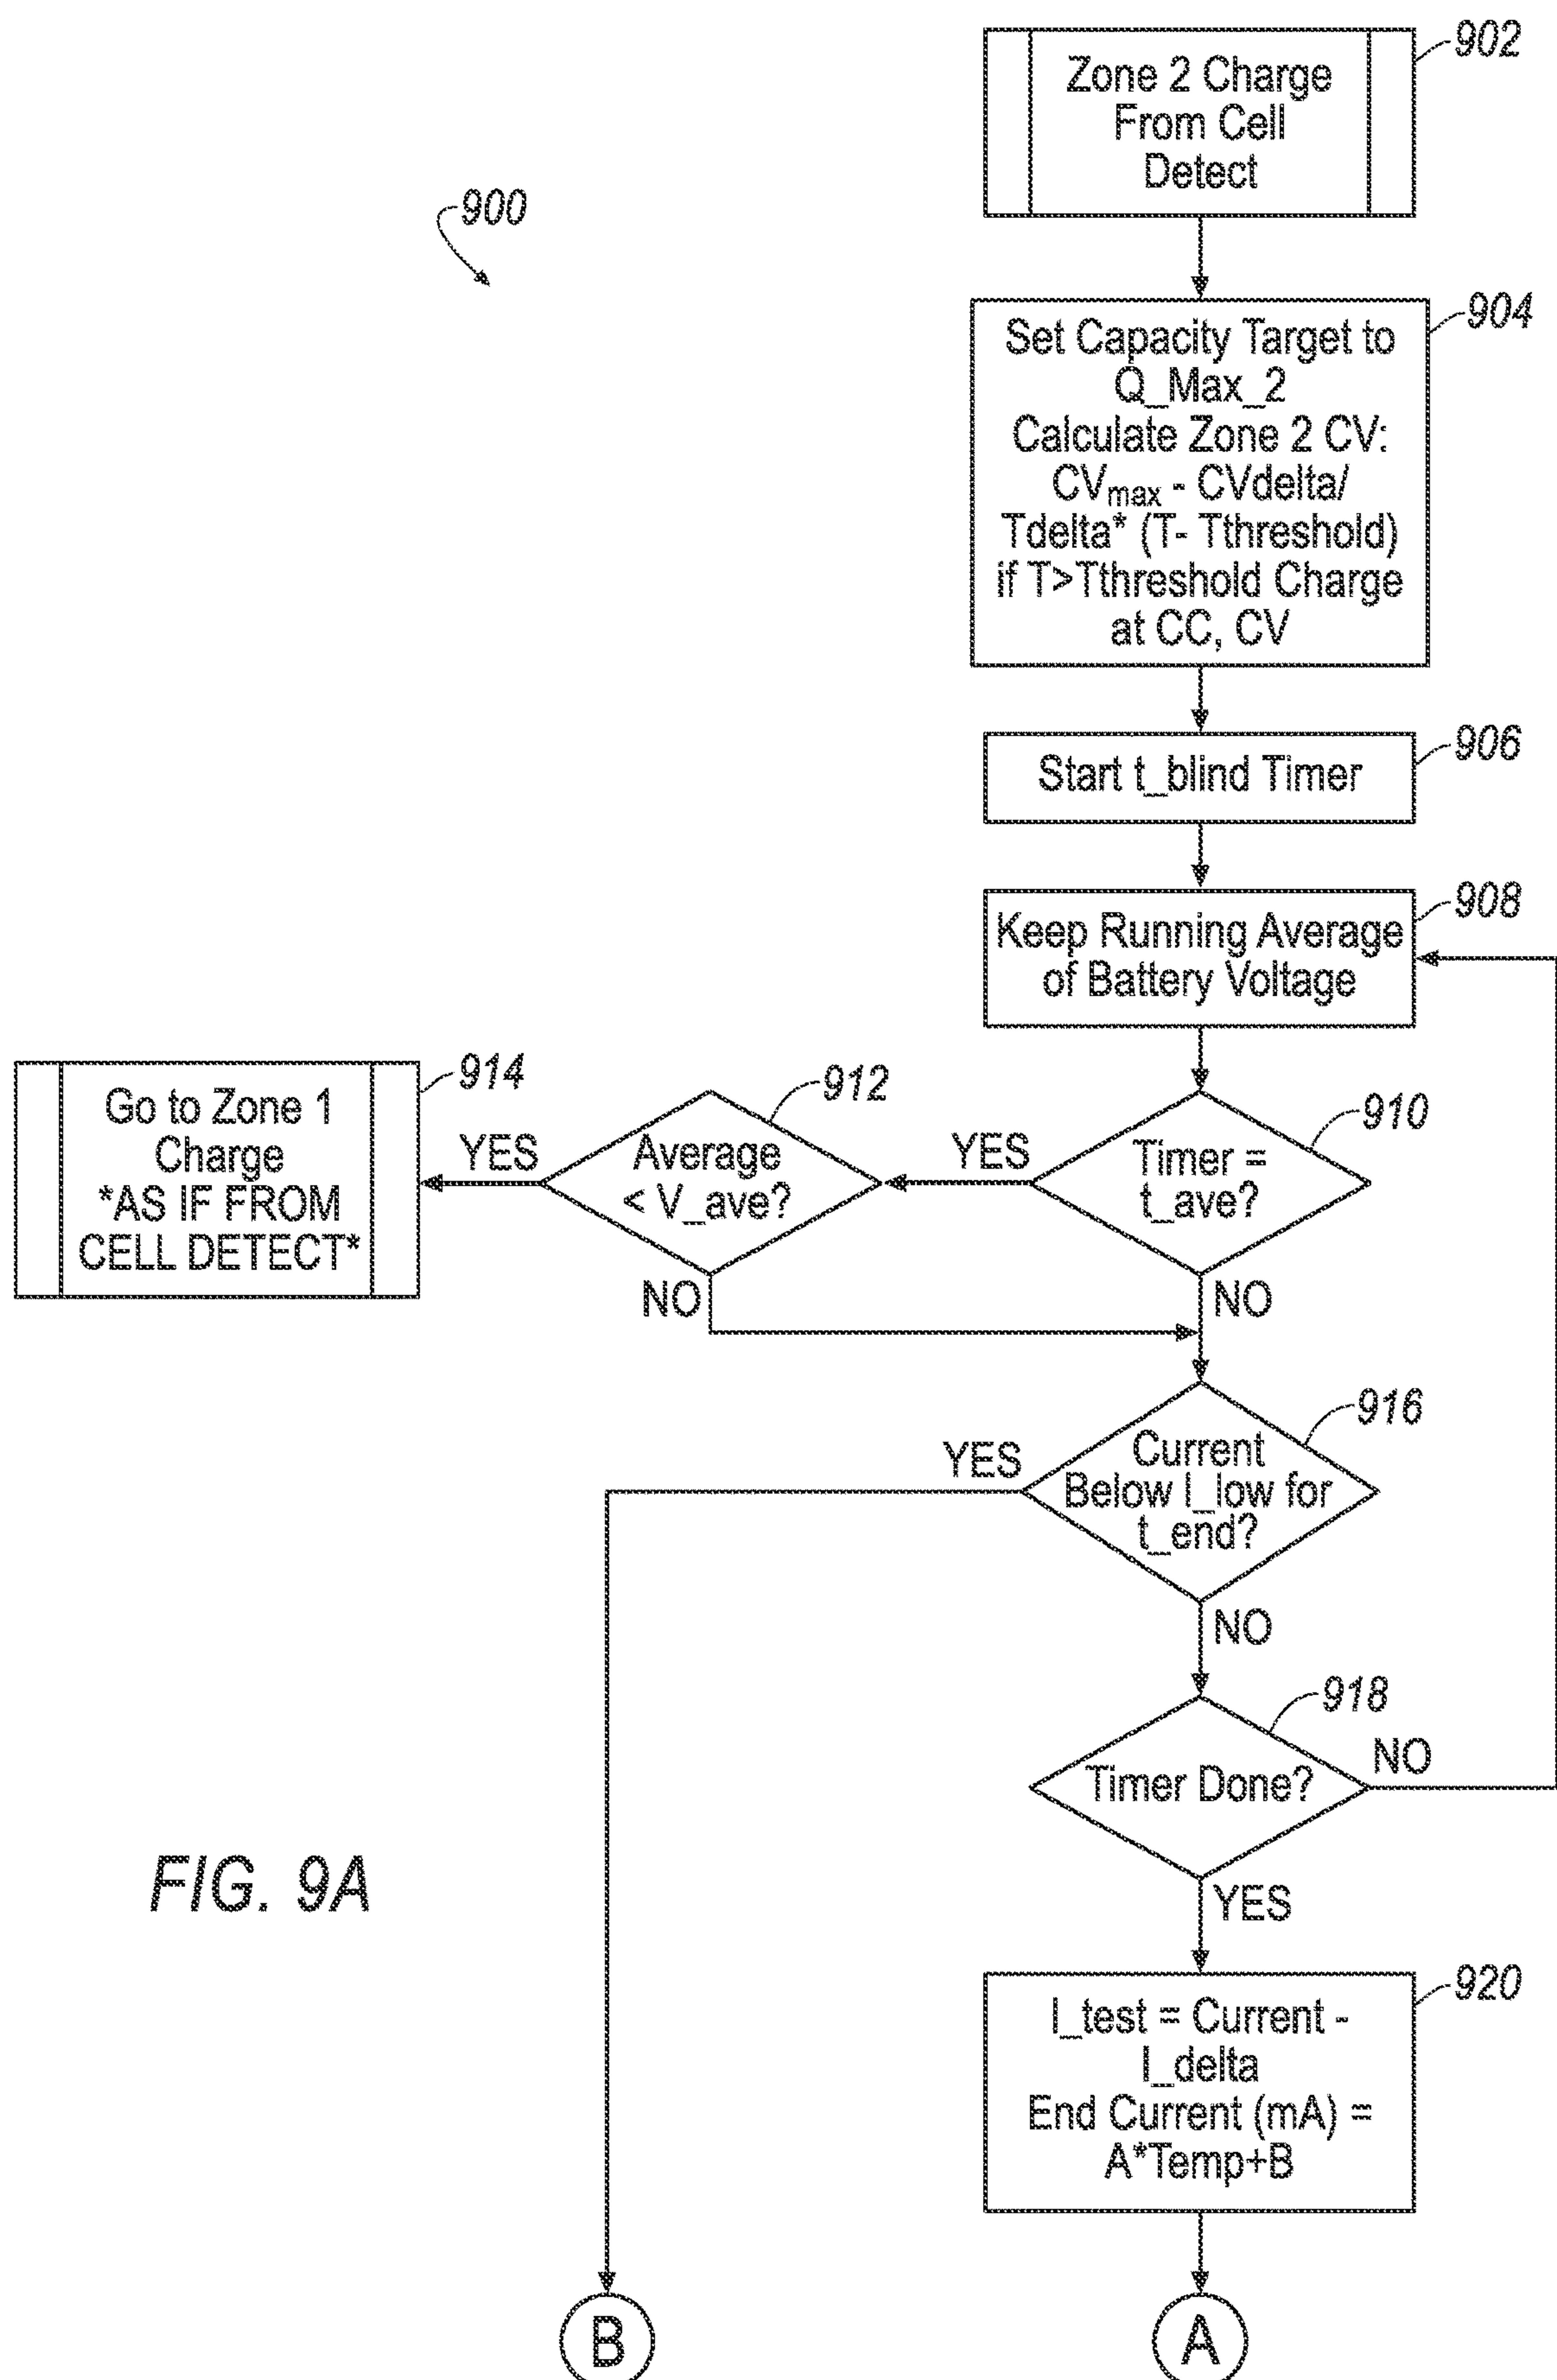 902
Zone 2 Charge
From Cell
Detect
900
904
Set Capacity Target to
Q_Max_2
Calculate Zone 2 CV:
CVmax - CVdelta/
Tdelta* (T- Tthreshold)
if T>Tthreshold Charge
at CC, CV
906
Start t_blind Timer
908
Keep Running Average
of Battery Voltage
914
Go to Zone 1
Charge
*AS IF FROM
CELL DETECT*
YES
912
Average
< V_ave?
NO
YES
910
Timer =
t_ave?
NO
916
YES
Current
Below I_low for
t_end?
NO
918
Timer Done?
NO
YES
FIG. 9A
920
I_test = Current -
I_delta
End Current (mA) =
A*Temp+B
B
A